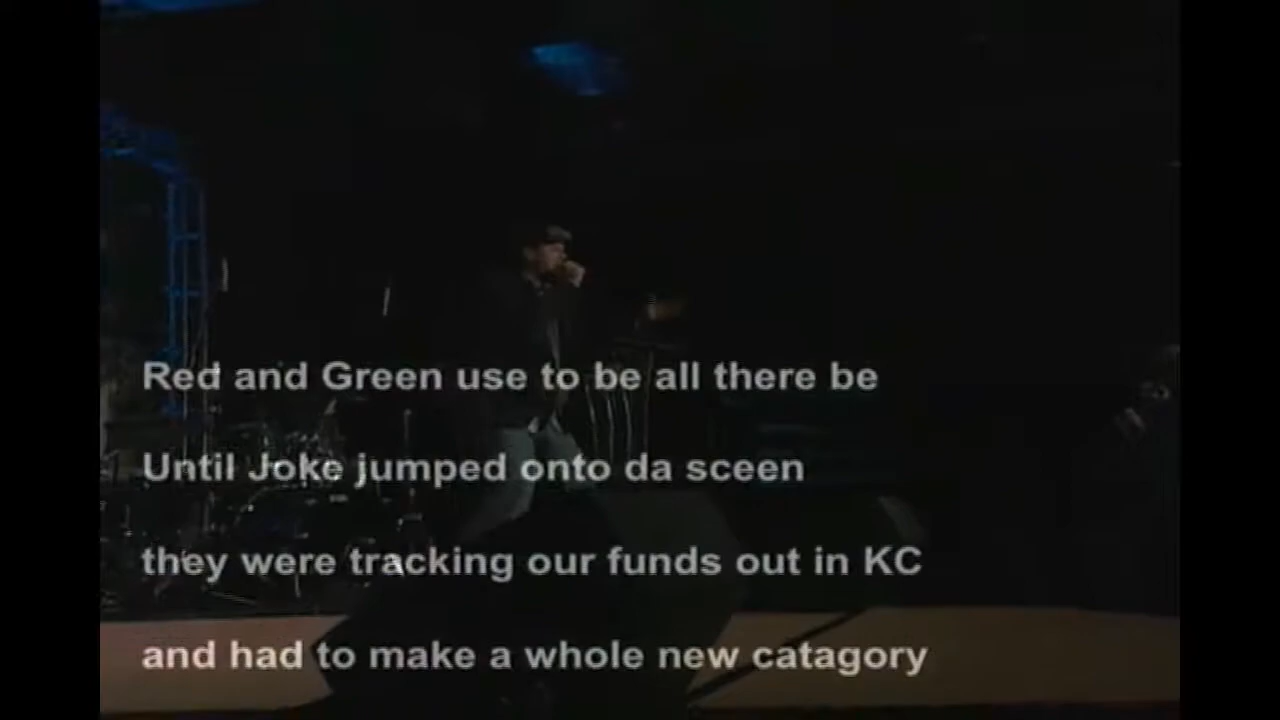 Red and Green use to be all there be
Until Joke jumped onto da sceen
they were tracking our funds out in KC
and had to make a whole new catagory